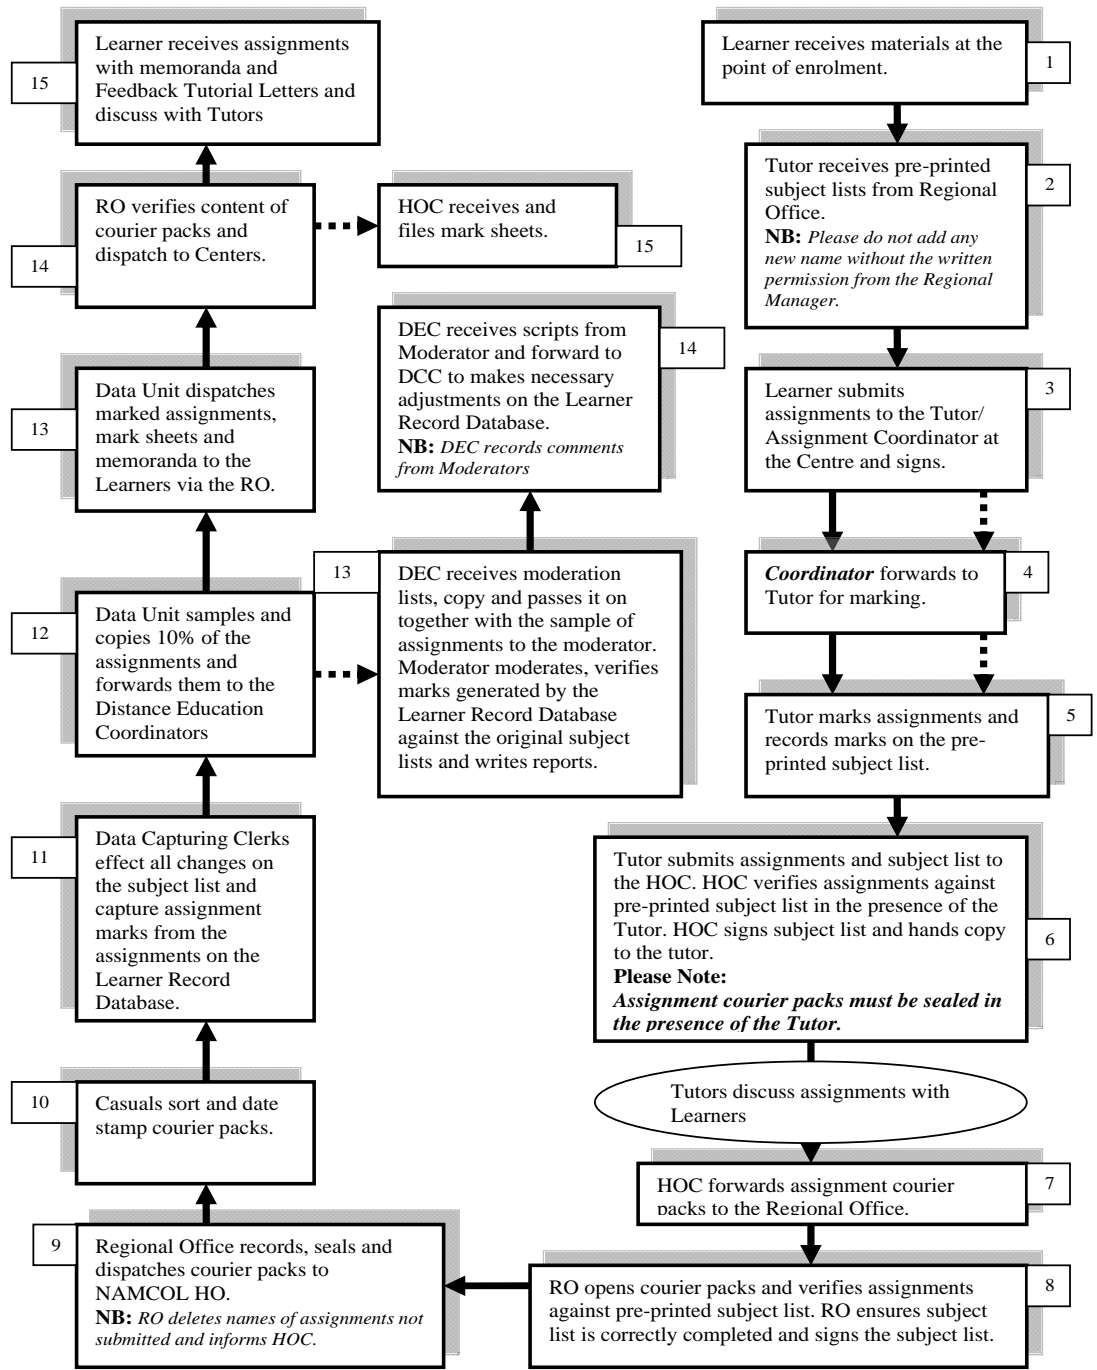 Learner receives materials at the
point of enrolment.
1
Tutor receives pre-printed
subject lists from Regional
Office.
NB: Please do not add any
new name without the written
permission from the Regional
Manager.
2
Learner submits
assignments to the Tutor/
Assignment Coordinator at
the Centre and signs.
3
Coordinator forwards to
Tutor for marking.
4
Tutor marks assignments and
records marks on the pre-
printed subject list.
5
Tutor submits assignments and subject list to
the HOC. HOC verifies assignments against
pre-printed subject list in the presence of the
Tutor. HOC signs subject list and hands copy
to the tutor.
Please Note:
Assignment courier packs must be sealed in
the presence of the Tutor.
6
Tutors discuss assignments with
Learners
HOC forwards assignment courier
packs to the Regional Office.
7
RO opens courier packs and verifies assignments
against pre-printed subject list. RO ensures subject
list is correctly completed and signs the subject list.
8
9
Regional Office records, seals and
dispatches courier packs to
NAMCOL HO.
NB: RO deletes names of assignments not
submitted and informs HOC.
10
Casuals sort and date
stamp courier packs.
11
Data Capturing Clerks
effect all changes on
the subject list and
capture assignment
marks from the
assignments on the
Learner Record
Database.
12
Data Unit samples and
copies 10% of the
assignments and
forwards them to the
Distance Education
Coordinators
13
DEC receives moderation
lists, copy and passes it on
together with the sample of
assignments to the moderator.
Moderator moderates, verifies
marks generated by the
Learner Record Database
against the original subject
lists and writes reports.
DEC receives scripts from
Moderator and forward to
DCC to makes necessary
adjustments on the Learner
Record Database.
NB: DEC records comments
from Moderators
14
13
Data Unit dispatches
marked assignments,
mark sheets and
memoranda to the
Learners via the RO.
14
RO verifies content of
courier packs and
dispatch to Centers.
HOC receives and
files mark sheets.
15
15
Learner receives assignments
with memoranda and
Feedback Tutorial Letters and
discuss with Tutors